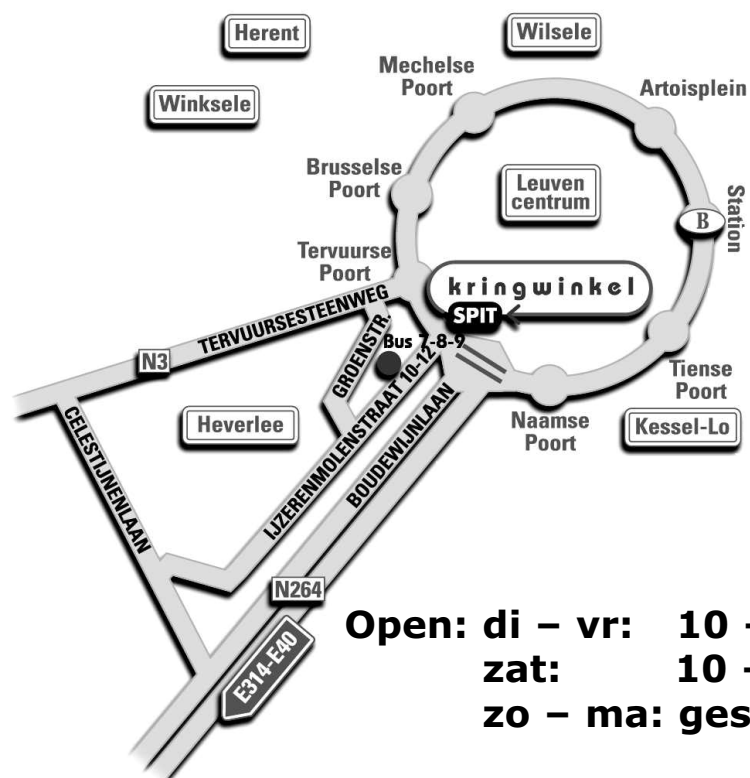 Herent
Wilsele
Mechelse
Poort
Artoisplein
Winksele
Brusselse
Poort
Leuven
centrum
Station
B
Tervuurse
Poort
kringwinkel
SPIT
TERVUURSESTEENWEG
N3
GROENSTR.
Bus 7-8-9
Tiense
Poort
CELESTIJNENLAAN
Heverlee
IJZERENMOLENSTRAAT 10-12
BOUDEWIJNLAAN
Naamse
Poort
Kessel-Lo
N264
E314-E40
Open: di – vr: 10 -
zat: 10 -
zo – ma: ges